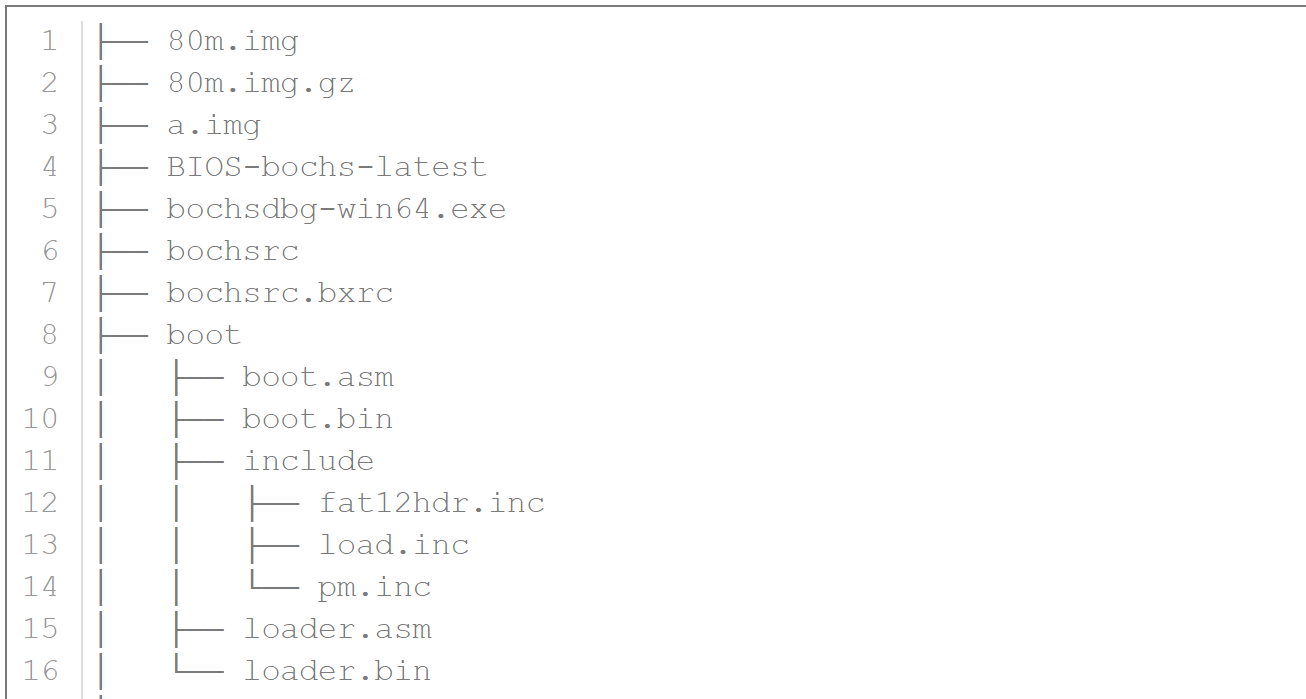 1 ├── 80m.img
2 ├── 80m.img.gz
3 ├── a.img
4 ├── BIOS-bochs-latest
5 ├── bochsdbg-win64.exe
6 ├── bochsrc
7 ├── bochsrc.bxrc
8 ├── boot
9 │   ├── boot.asm
10 │   ├── boot.bin
11 │   ├── include
12 │   │   ├── fat12hdr.inc
13 │   │   ├── load.inc
14 │   │   └── pm.inc
15 │   ├── loader.asm
16 │   └── loader.bin